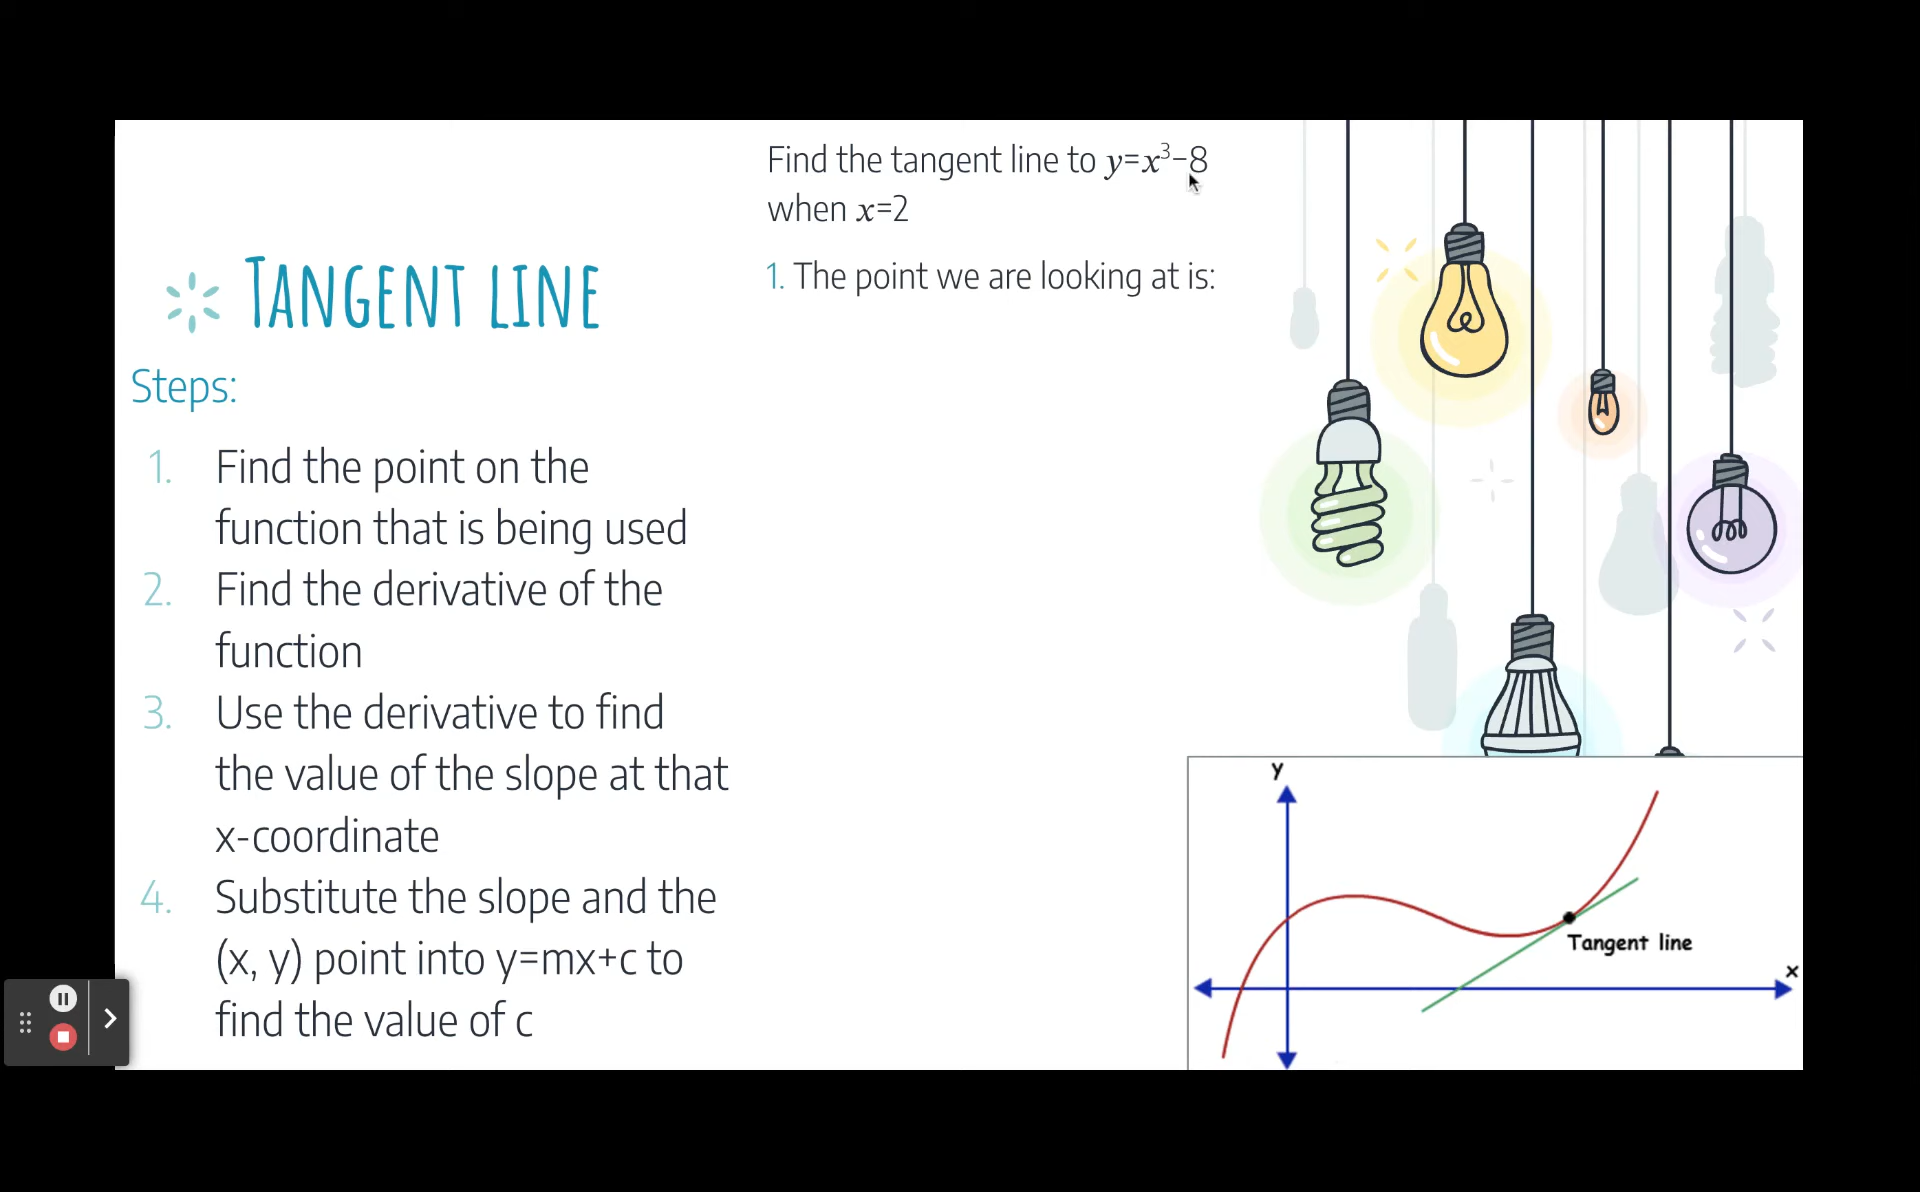 Find the tangent line to y=x³-8
when x=2
1. The point we are looking at is:
TANGENT LINE
Steps:
1. Find the point on the
function that is being used
2. Find the derivative of the
function
3. Use the derivative to find
the value of the slope at that
x-coordinate
4. Substitute the slope and the
(x, y) point into y=mx+c to
find the value of c
y
Tangent line
x